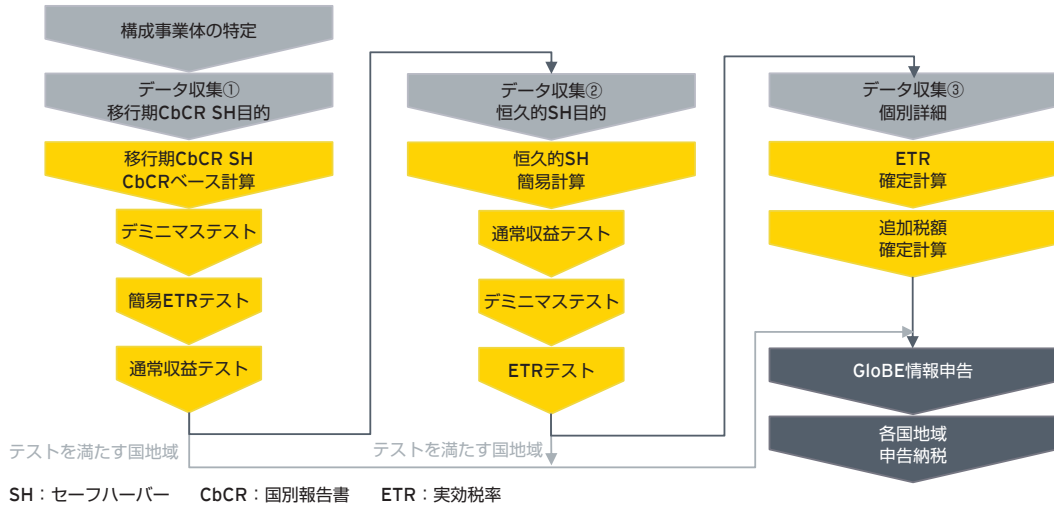 構成事業体の特定
データ収集①
移行期CbCR SH目的
移行期CbCR SH
CbCRベース計算
デミニマステスト
簡易ETRテスト
通常収益テスト
テストを満たす国地域
データ収集②
恒久的SH目的
恒久的SH
簡易計算
通常収益テスト
デミニマステスト
ETRテスト
テストを満たす国地域
データ収集③
個別詳細
ETR
確定計算
追加税額
確定計算
GloBE情報申告
各国地域
申告納税
SH：セーフハーバー　CbCR：国別報告書　ETR：実効税率